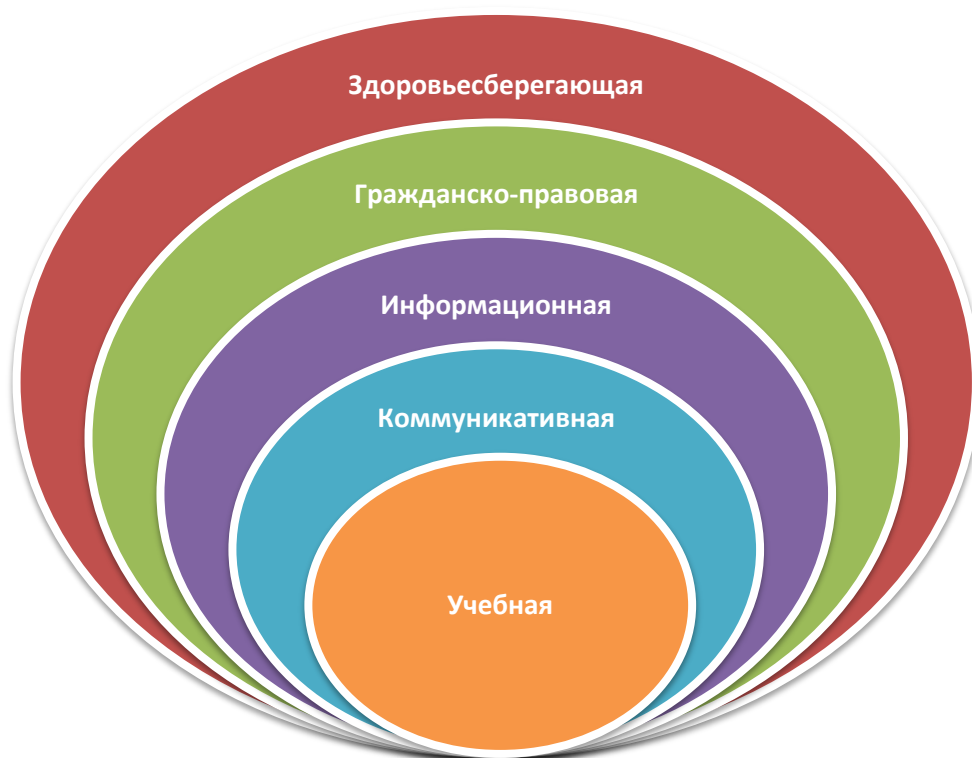 Здоровьесберегающая
Гражданско-правовая
Информационная
Коммуникативная
Учебная